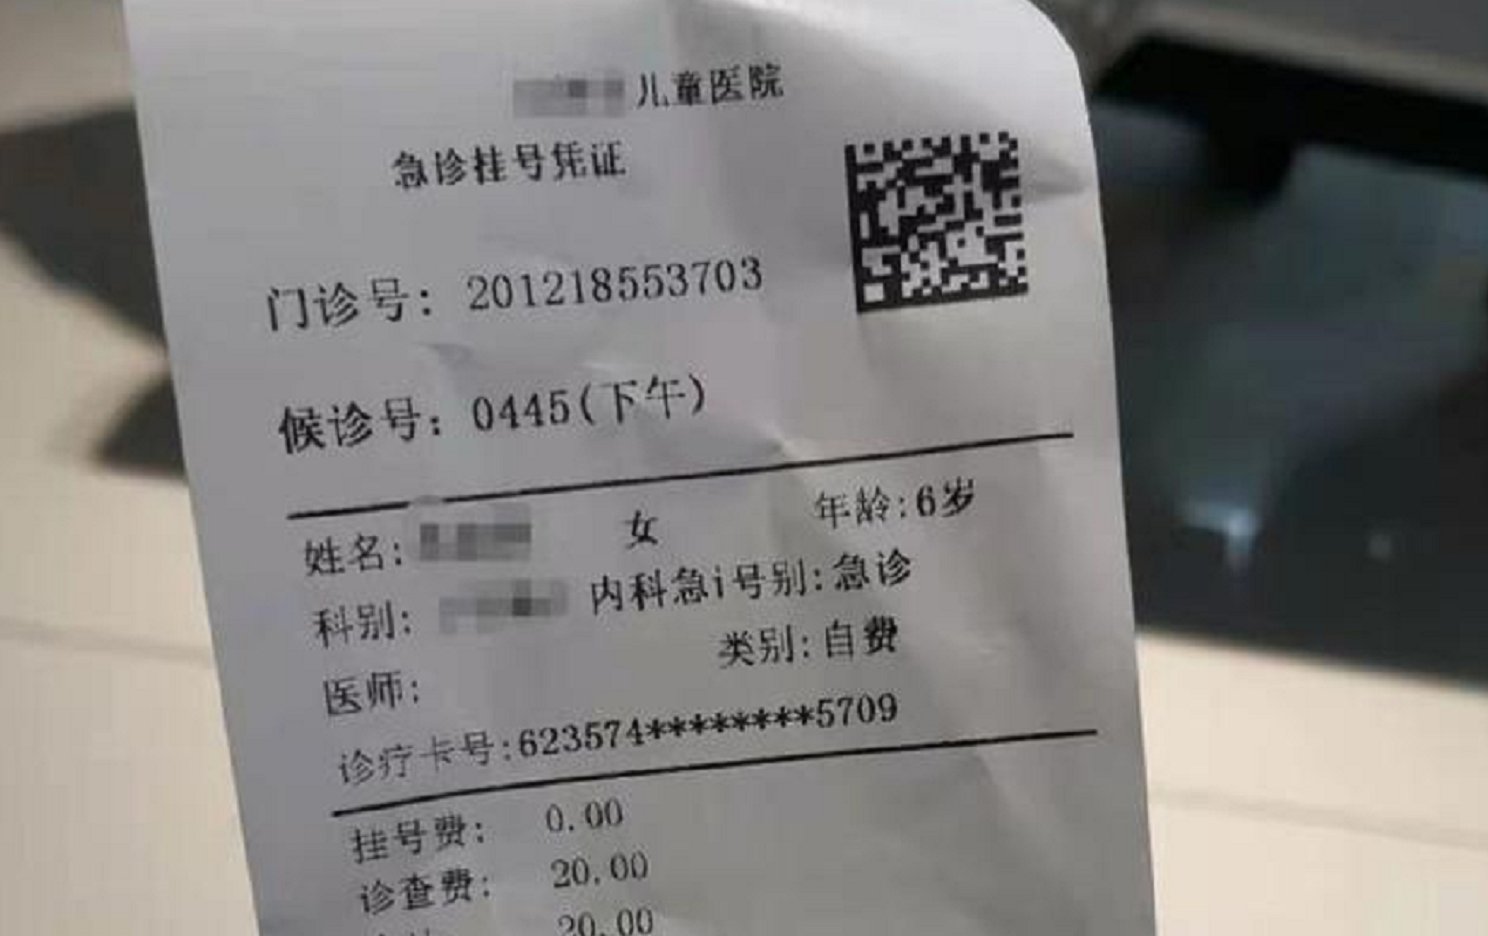 儿童医院
急诊挂号凭证
门诊号：201218553703
候诊号：0445(下午)
姓名: 女 年龄:6岁
科别: 内科急i号别:急诊
类别:自费
医师:
诊疗卡号:623574********5709
挂号费: 0.00
诊查费: 20.00
20.00